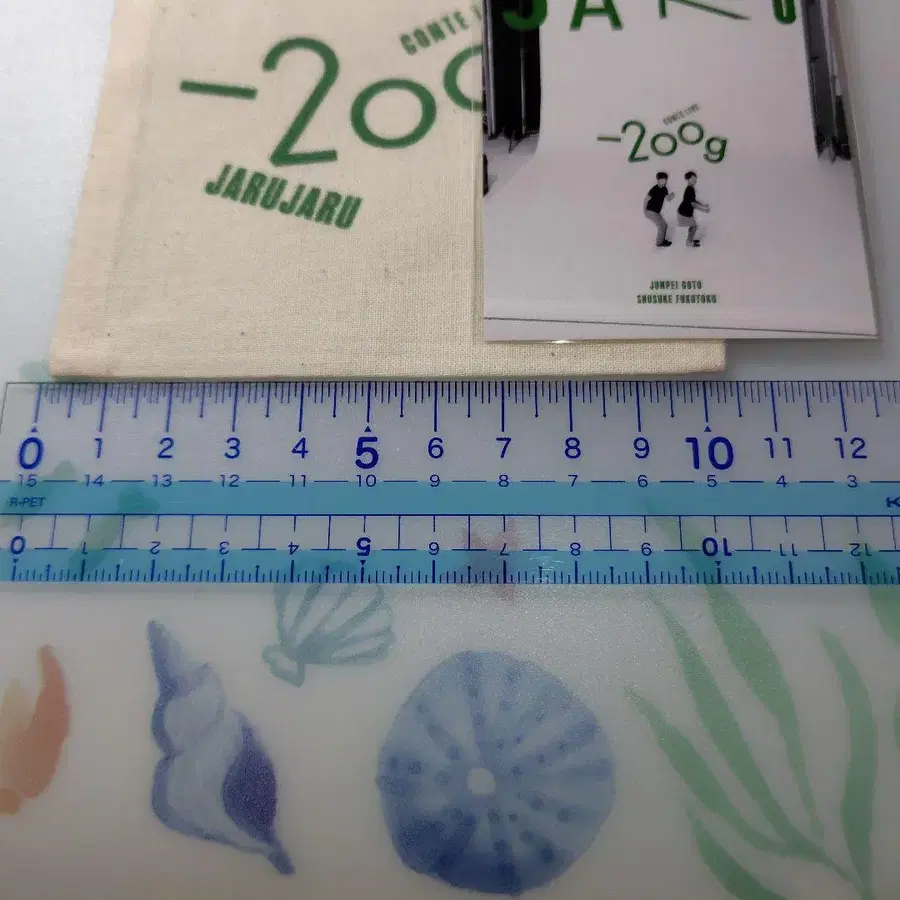 CONTE
-200
JARUJARU
JARU
CONTE LIVE
-200g
JUNPEI GOTO
SHUSUKE FUKUTOKU
0 1 2 3 4 5 6 7 8 9 10 11 12
15 14 13 12 11 10 9 8 7 6 5 4 3
R-PET
K
0 1 2 3 4 5 6 7 8 9 10 11 12